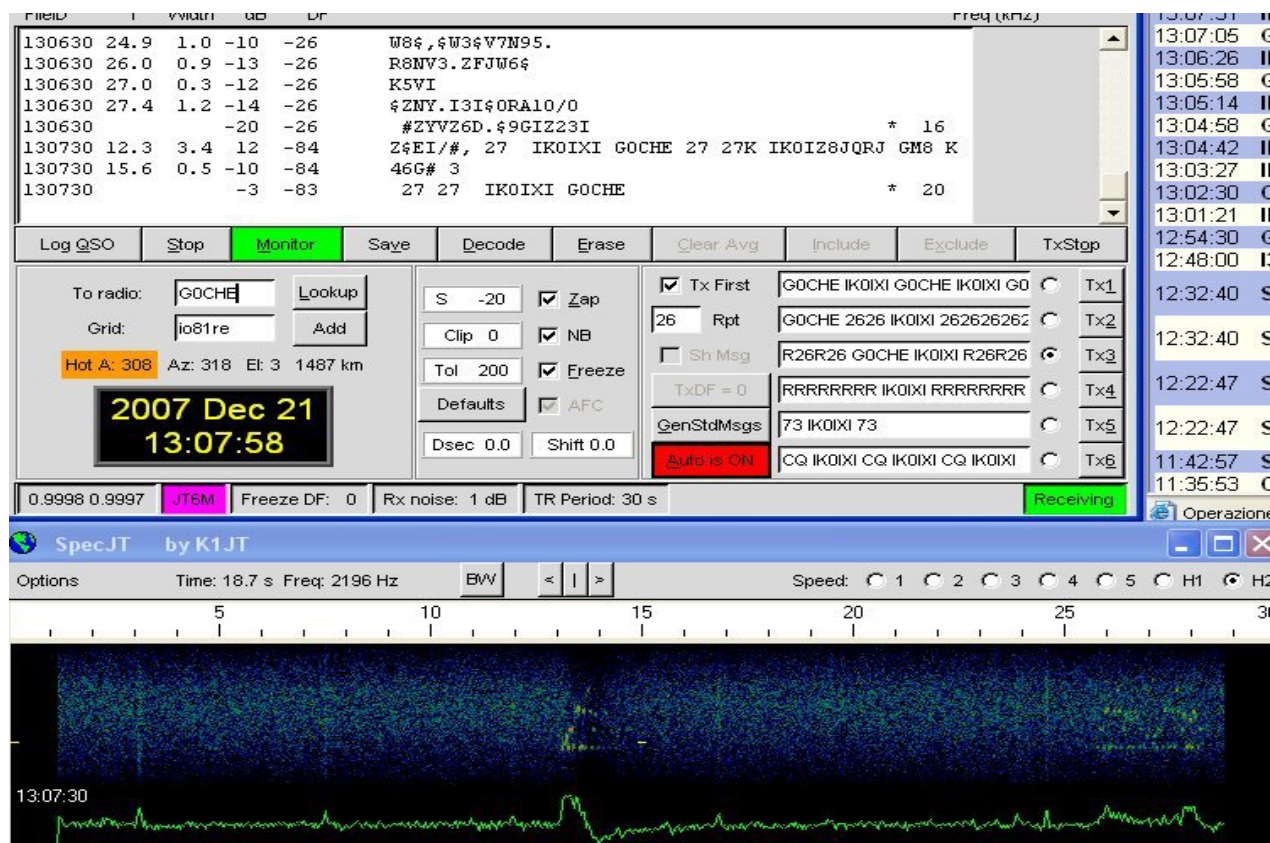 FileID T Width dB DF Freq (kHz)
130630 24.9 1.0 -10 -26 W8$,$W3$V7N95.
130630 26.0 0.9 -13 -26 R8NV3.ZFJW6$
130630 27.0 0.3 -12 -26 K5VI
130630 27.4 1.2 -14 -26 $ZNY.I3I$ORA10/0
130630 -20 -26 #ZYVZ6D.$9GIZ23I * 16
130730 12.3 3.4 12 -84 Z$EI/#, 27 IK0IXI G0CHE 27 27K IK0IZ8JQRJ GM8 K
130730 15.6 0.5 -10 -84 46G# 3
130730 -3 -83 27 27 IK0IXI G0CHE * 20
Log QSO Stop Monitor Save Decode Erase Clear Avg Include Exclude TxStop
To radio: G0CHE Lookup
Grid: io81re Add
Hot A: 308 Az: 318 El: 3 1487 km
2007 Dec 21
13:07:58
S -20 Zap
Clip 0 NB
Tol 200 Freeze
Defaults AFC
Dsec 0.0 Shift 0.0
Tx First G0CHE IK0IXI G0CHE IK0IXI G0 Tx1
26 Rpt G0CHE 2626 IK0IXI 262626262 Tx2
Sh Msg R26R26 G0CHE IK0IXI R26R26 Tx3
TxDF = 0 RRRRRRRR IK0IXI RRRRRRRR Tx4
GenStdMsgs 73 IK0IXI 73 Tx5
Auto is ON CQ IK0IXI CQ IK0IXI CQ IK0IXI Tx6
0.9998 0.9997 JT6M Freeze DF: 0 Rx noise: 1 dB TR Period: 30 s Receiving
13:07:05
13:06:26
13:05:58
13:05:14
13:04:58
13:04:42
13:03:27
13:02:30
13:01:21
12:54:30
12:48:00
12:32:40
12:32:40
12:22:47
12:22:47
11:42:57
11:35:53
Operazione
SpecJT by K1JT
Options Time: 18.7 s Freq: 2196 Hz BW < | > Speed: 1 2 3 4 5 H1 H2
5 10 15 20 25
13:07:30